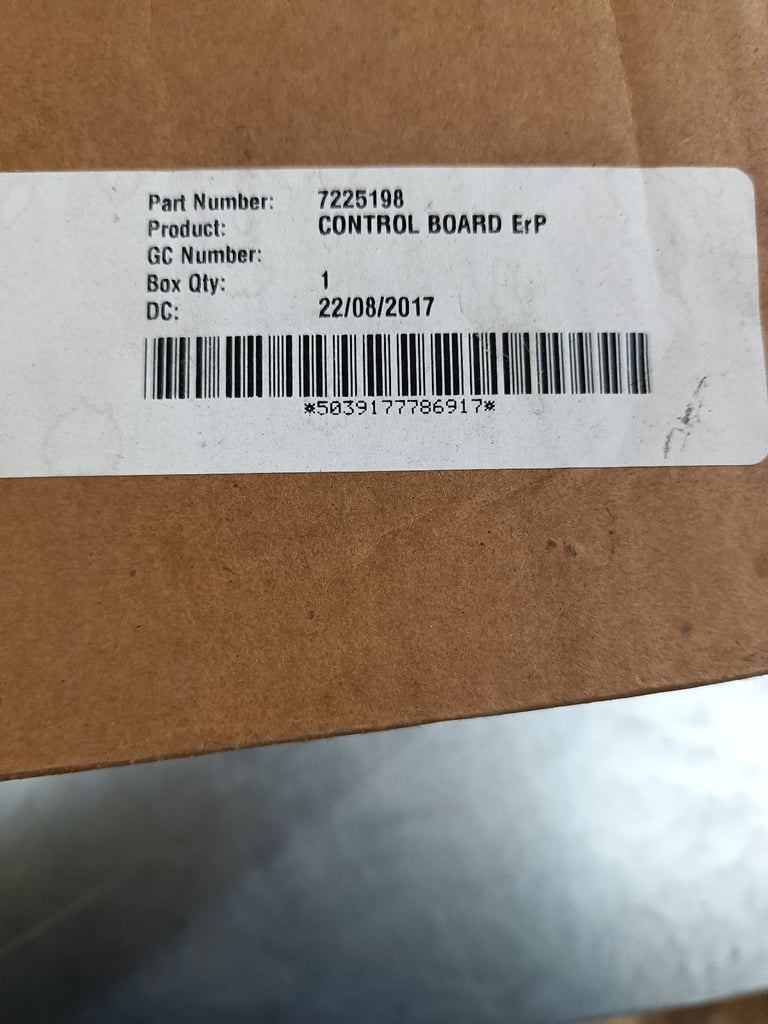 Part Number: 7225198
Product: CONTROL BOARD ErP
GC Number:
Box Qty: 1
DC: 22/08/2017
*5039177786917*